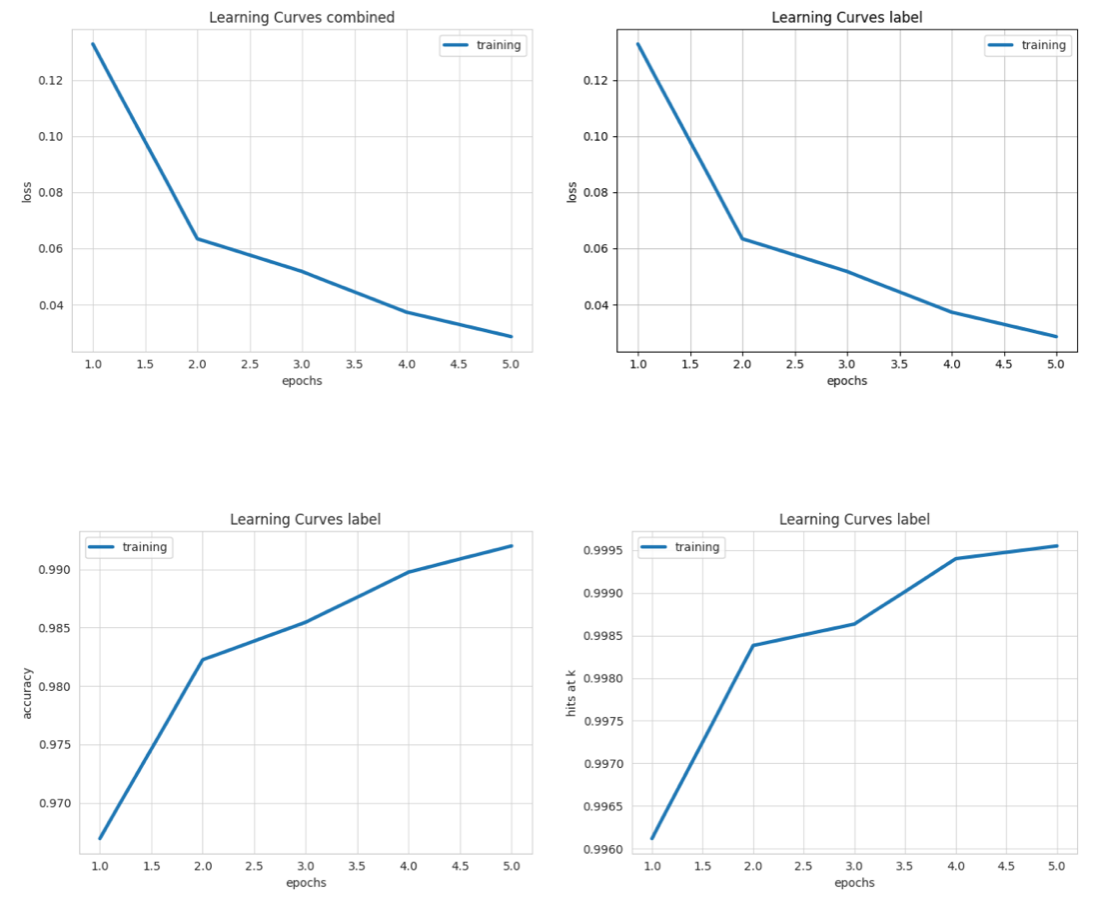 Learning Curves combined
training
0.12
0.10
0.08
0.06
0.04
loss
1.0 1.5 2.0 2.5 3.0 3.5 4.0 4.5 5.0
epochs
Learning Curves label
training
0.12
0.10
0.08
0.06
0.04
loss
1.0 1.5 2.0 2.5 3.0 3.5 4.0 4.5 5.0
epochs
Learning Curves label
training
0.990
0.985
0.980
0.975
0.970
accuracy
1.0 1.5 2.0 2.5 3.0 3.5 4.0 4.5 5.0
epochs
Learning Curves label
training
0.9995
0.9990
0.9985
0.9980
0.9975
0.9970
0.9965
0.9960
hits at k
1.0 1.5 2.0 2.5 3.0 3.5 4.0 4.5 5.0
epochs